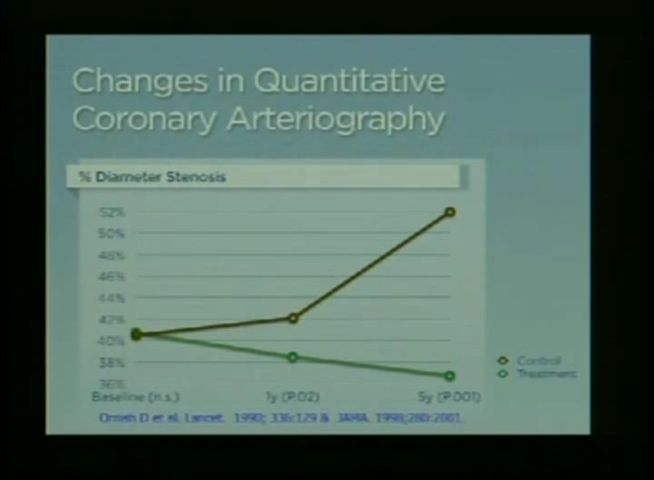 Changes in Quantitative
Coronary Arteriography
% Diameter Stenosis
52%
50%
48%
46%
44%
42%
40%
38%
36%
Control
Treatment
Baseline (n.s.)
1y (P.02)
5y (P.001)
Ornish D et al. Lancet. 1990; 336:129 & JAMA. 1998;280:2001.